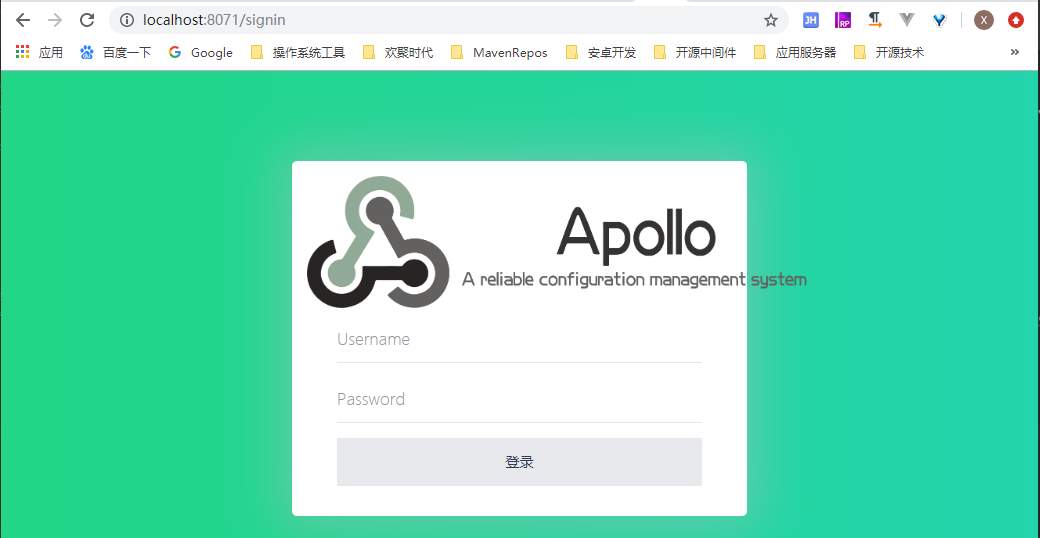 localhost:8071/signin
JH
RP
X
应用 百度一下 Google 操作系统工具 欢聚时代 MavenRepos 安卓开发 开源中间件 应用服务器 开源技术 »
Apollo
A reliable configuration management system
Username
Password
登录